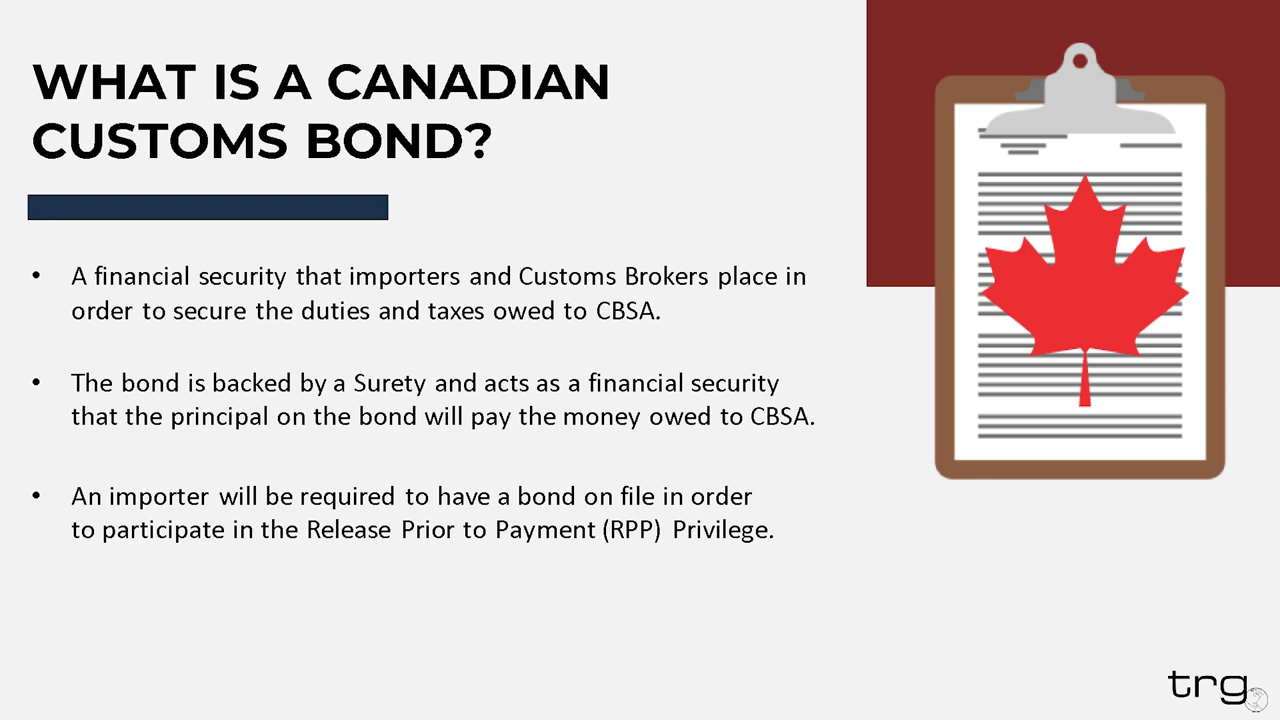 WHAT IS A CANADIAN
CUSTOMS BOND?
• A financial security that importers and Customs Brokers place in
order to secure the duties and taxes owed to CBSA.
• The bond is backed by a Surety and acts as a financial security
that the principal on the bond will pay the money owed to CBSA.
• An importer will be required to have a bond on file in order
to participate in the Release Prior to Payment (RPP) Privilege.
trg